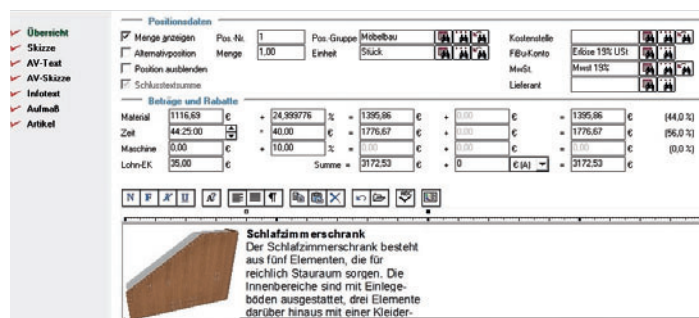 Positionsdaten
Übersicht
Skizze
AV-Text
AV-Skizze
Infotext
Aufmaß
Artikel
Menge anzeigen Pos.-Nr. 1 Pos.-Gruppe Möbelbau Kostenstelle
Alternativposition Menge 1,00 Einheit Stück FiBu-Konto Erlöse 19% USt
Position ausblenden MwSt. Mwst 19%
Schlusstextsumme Lieferant
Beträge und Rabatte
Material 1116,69 € + 24,999776 % = 1395,86 € + 0,00 = 1395,86 € (44,0 %)
Zeit 44:25:00 * 40,00 € = 1776,67 € + 0,00 = 1776,67 € (56,0 %)
Maschine 0,00 € + 10,00 % = 0,00 € + 0,00 = 0,00 € (0,0 %)
Lohn-EK 35,00 € Summe = 3172,53 € + 0 € (A) = 3172,53 €
N F K U
Schlafzimmerschrank
Der Schlafzimmerschrank besteht
aus fünf Elementen, die für
reichlich Stauraum sorgen. Die
Innenbereiche sind mit Einlege-
böden ausgestattet, drei Elemente
darüber hinaus mit einer Kleider-